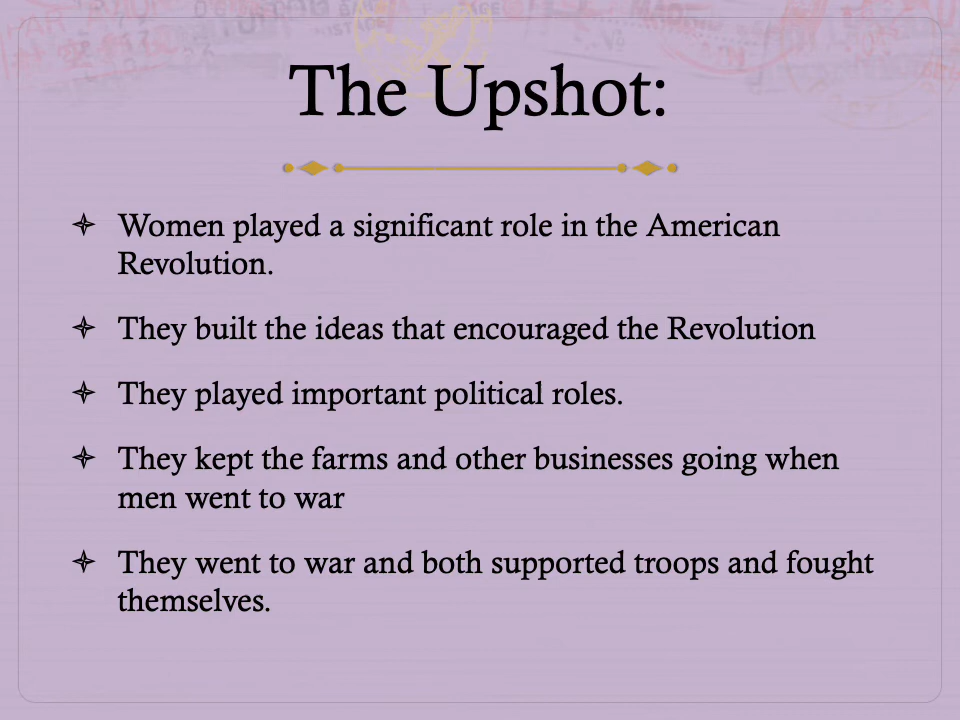 The Upshot:
Women played a significant role in the American
Revolution.
They built the ideas that encouraged the Revolution
They played important political roles.
They kept the farms and other businesses going when
men went to war
They went to war and both supported troops and fought
themselves.